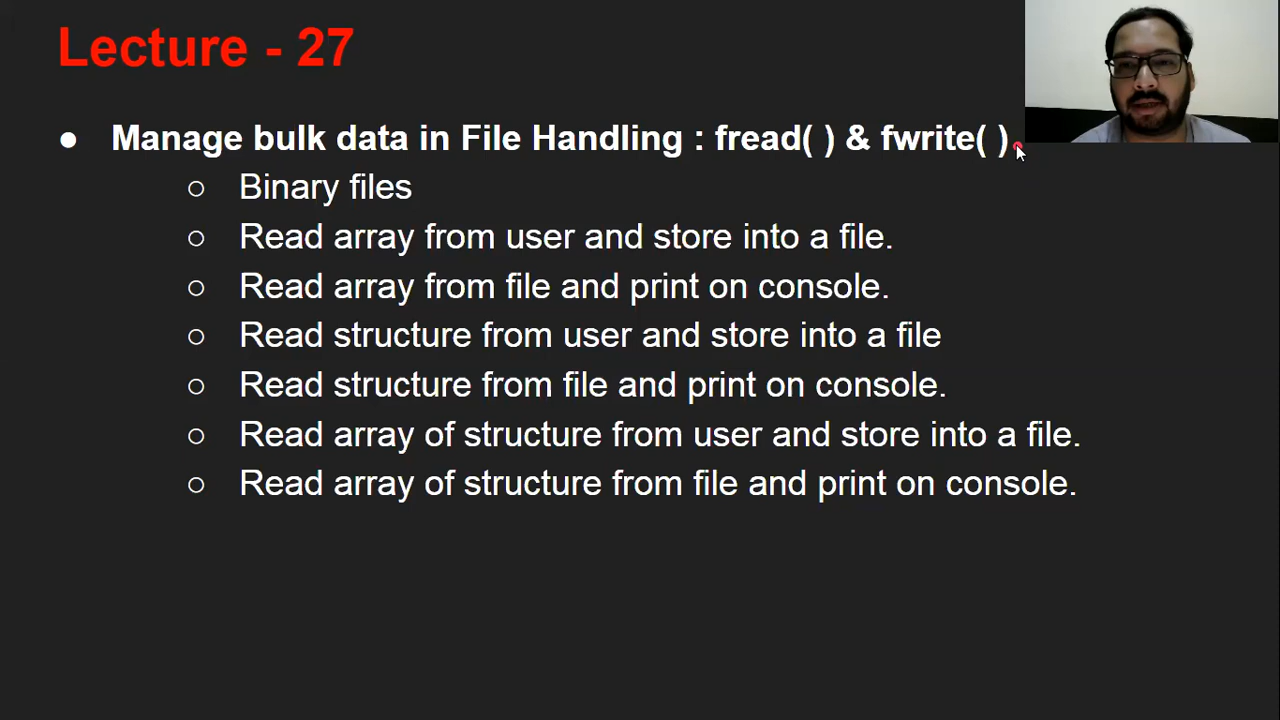 Lecture - 27
● Manage bulk data in File Handling : fread( ) & fwrite( )
○ Binary files
○ Read array from user and store into a file.
○ Read array from file and print on console.
○ Read structure from user and store into a file
○ Read structure from file and print on console.
○ Read array of structure from user and store into a file.
○ Read array of structure from file and print on console.